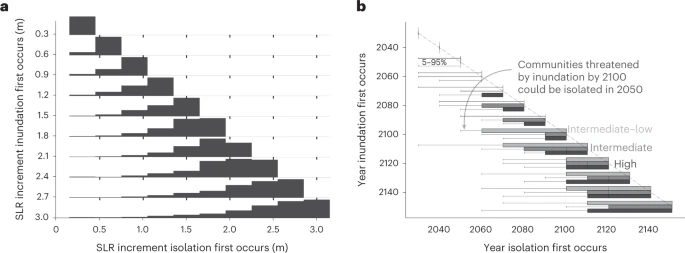 a
SLR increment inundation first occurs (m)
0.3
0.6
0.9
1.2
1.5
1.8
2.1
2.4
2.7
3.0
0
0.5
1.0
1.5
2.0
2.5
3.0
SLR increment isolation first occurs (m)
b
Year inundation first occurs
2040
2060
2080
2100
2120
2140
5–95%
Communities threatened
by inundation by 2100
could be isolated in 2050
Intermediate–low
Intermediate
High
2040
2060
2080
2100
2120
2140
Year isolation first occurs